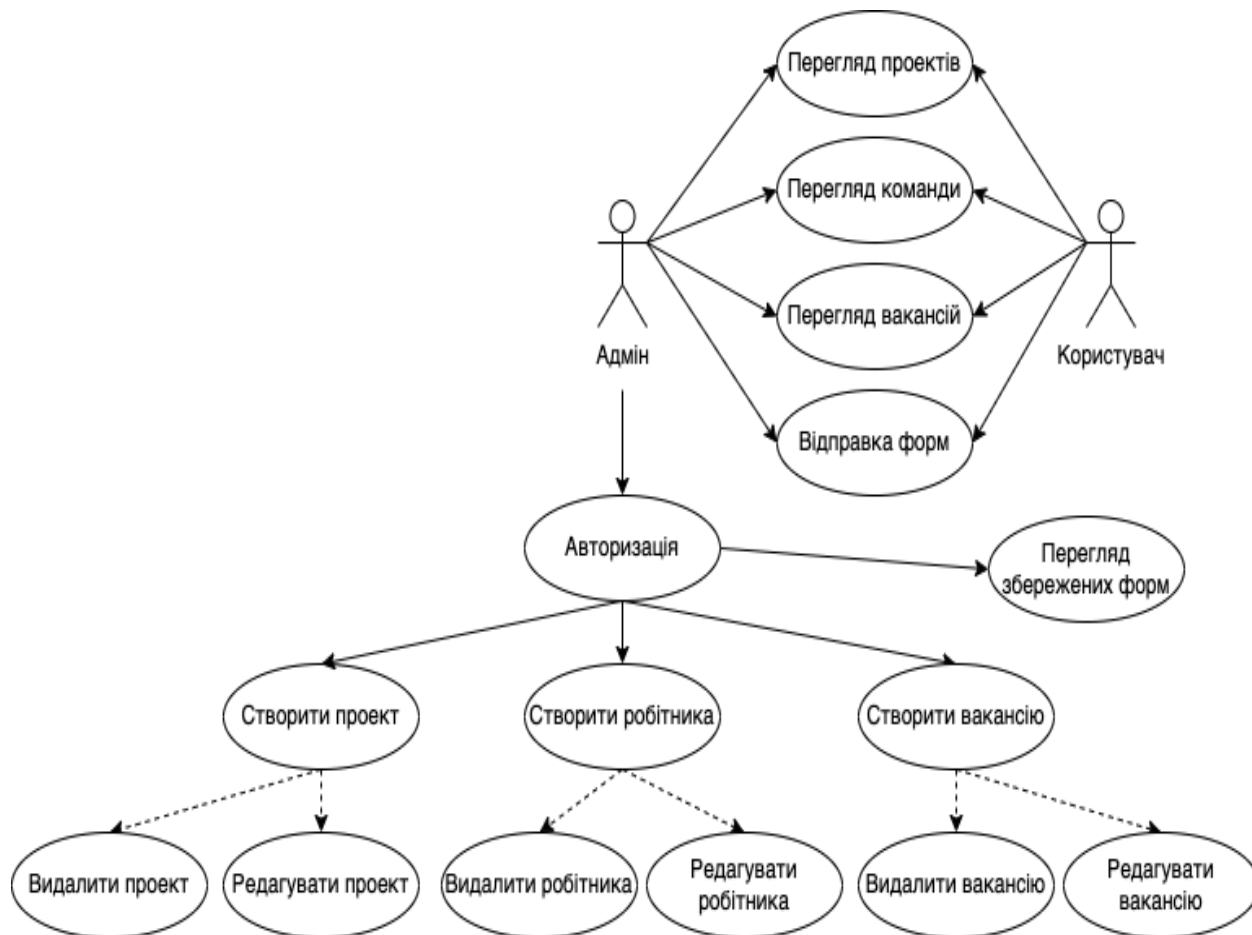 Перегляд проектів
Перегляд команди
Перегляд вакансій
Адмін
Користувач
Відправка форм
Авторизація
Перегляд
збережених форм
Створити проект
Створити робітника
Створити вакансію
Видалити проект
Редагувати проект
Видалити робітника
Редагувати
робітника
Видалити вакансію
Редагувати
вакансію